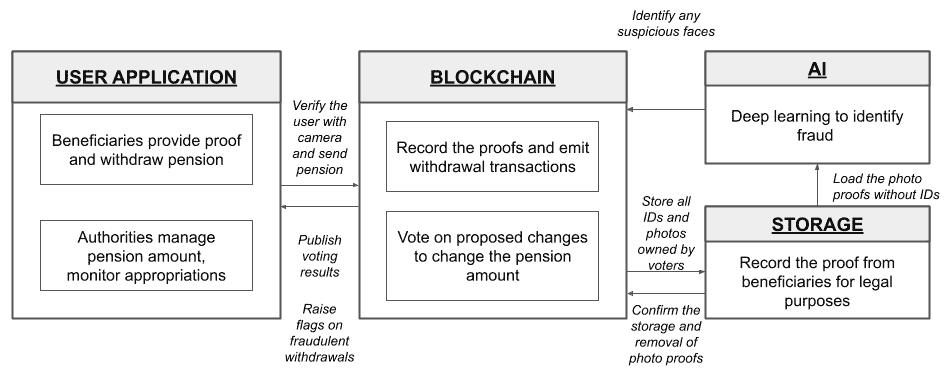 USER APPLICATION
Beneficiaries provide proof
and withdraw pension
Authorities manage
pension amount,
monitor appropriations
Verify the
user with
camera
and send
pension
Publish
voting
results
Raise
flags on
fraudulent
withdrawals
BLOCKCHAIN
Record the proofs and emit
withdrawal transactions
Vote on proposed changes
to change the pension
amount
Identify any
suspicious faces
Store all
IDs and
photos
owned by
voters
Confirm the
storage and
removal of
photo proofs
AI
Deep learning to identify
fraud
Load the photo
proofs without IDs
STORAGE
Record the proof from
beneficiaries for legal
purposes